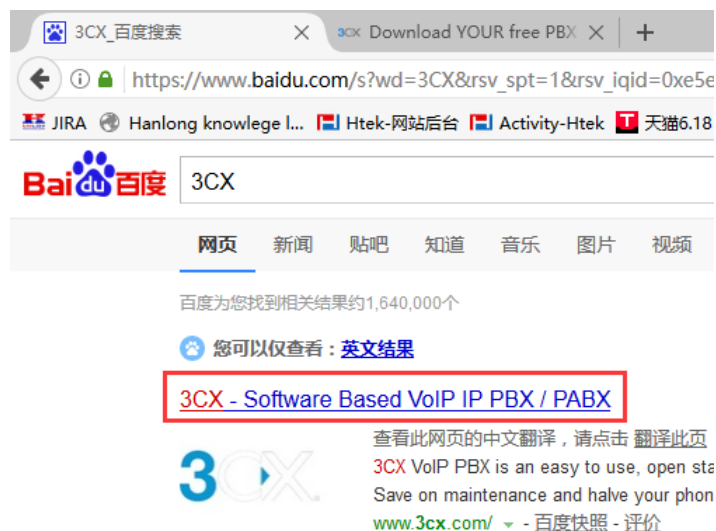 3CX_百度搜索
3CX Download YOUR free PBX
https://www.baidu.com/s?wd=3CX&rsv_spt=1&rsv_iqid=0xe5e
JIRA Hanlong knowlege l... Htek-网站后台 Activity-Htek T 天猫6.18
Bai du 百度 3CX
网页 新闻 贴吧 知道 音乐 图片 视频
百度为您找到相关结果约1,640,000个
您可以仅查看：英文结果
3CX - Software Based VoIP IP PBX / PABX
查看此网页的中文翻译，请点击 翻译此页
3CX. 3CX VoIP PBX is an easy to use, open sta
Save on maintenance and halve your phon
www.3cx.com/ - 百度快照 - 评价